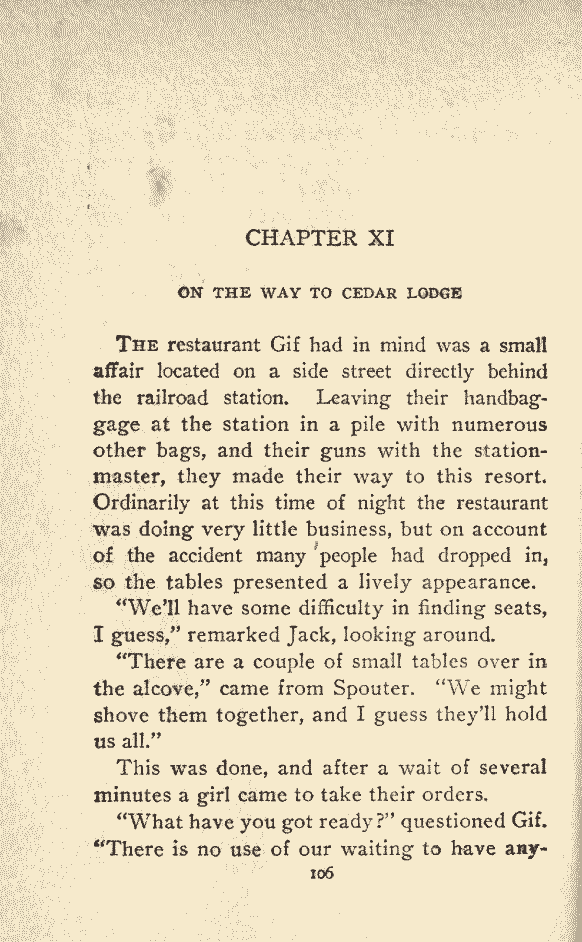 CHAPTER XI
ON THE WAY TO CEDAR LODGE
THE restaurant Gif had in mind was a small
affair located on a side street directly behind
the railroad station. Leaving their handbag-
gage at the station in a pile with numerous
other bags, and their guns with the station-
master, they made their way to this resort.
Ordinarily at this time of night the restaurant
was doing very little business, but on account
of the accident many people had dropped in,
so the tables presented a lively appearance.
“We’ll have some difficulty in finding seats,
I guess,” remarked Jack, looking around.
“There are a couple of small tables over in
the alcove,” came from Spouter. “We might
shove them together, and I guess they’ll hold
us all.”
This was done, and after a wait of several
minutes a girl came to take their orders.
“What have you got ready?” questioned Gif.
“There is no use of our waiting to have any-
106